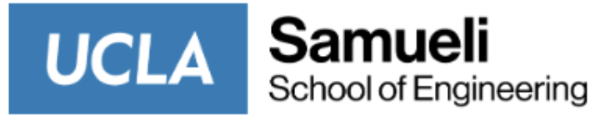 UCLA
Samueli
School of Engineering